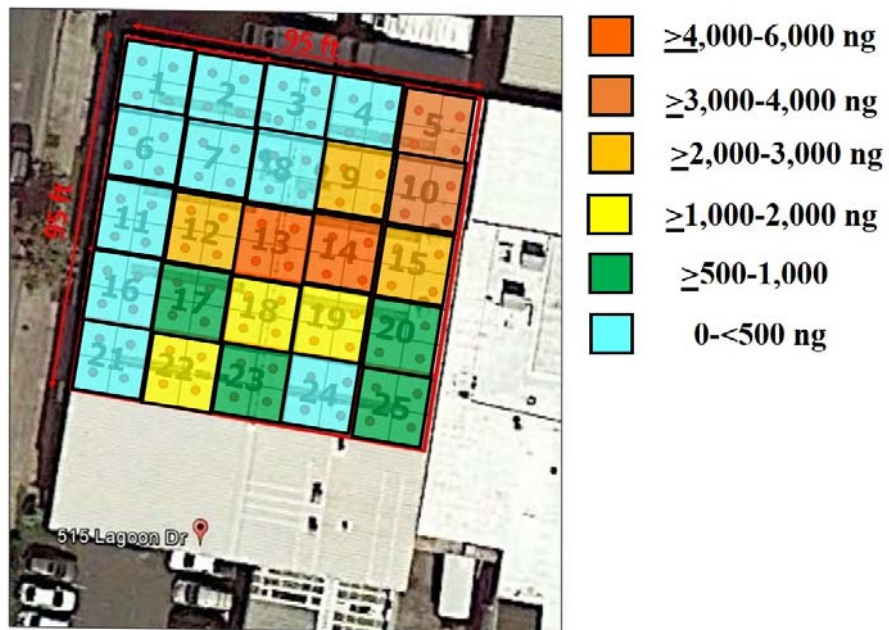 95 ft
95 ft
1 2 3 4 5
6 7 8 9 10
11 12 13 14 15
16 17 18 19 20
21 22 23 24 25
515 Lagoon Dr
≥4,000-6,000 ng
≥3,000-4,000 ng
≥2,000-3,000 ng
≥1,000-2,000 ng
≥500-1,000
0-<500 ng